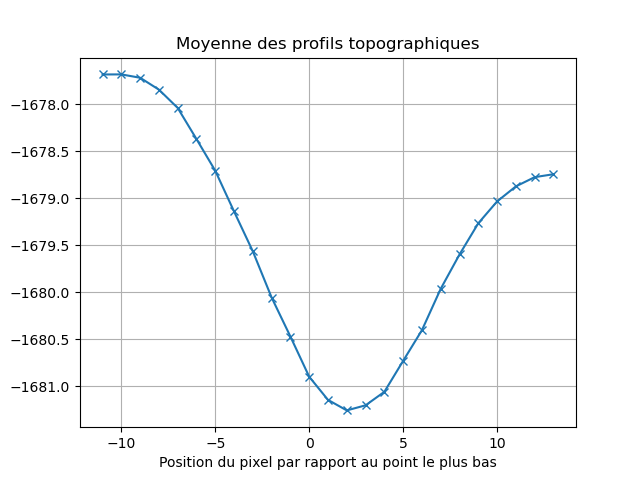 Moyenne des profils topographiques
−1678.0
−1678.5
−1679.0
−1679.5
−1680.0
−1680.5
−1681.0
−10 −5 0 5 10
Position du pixel par rapport au point le plus bas